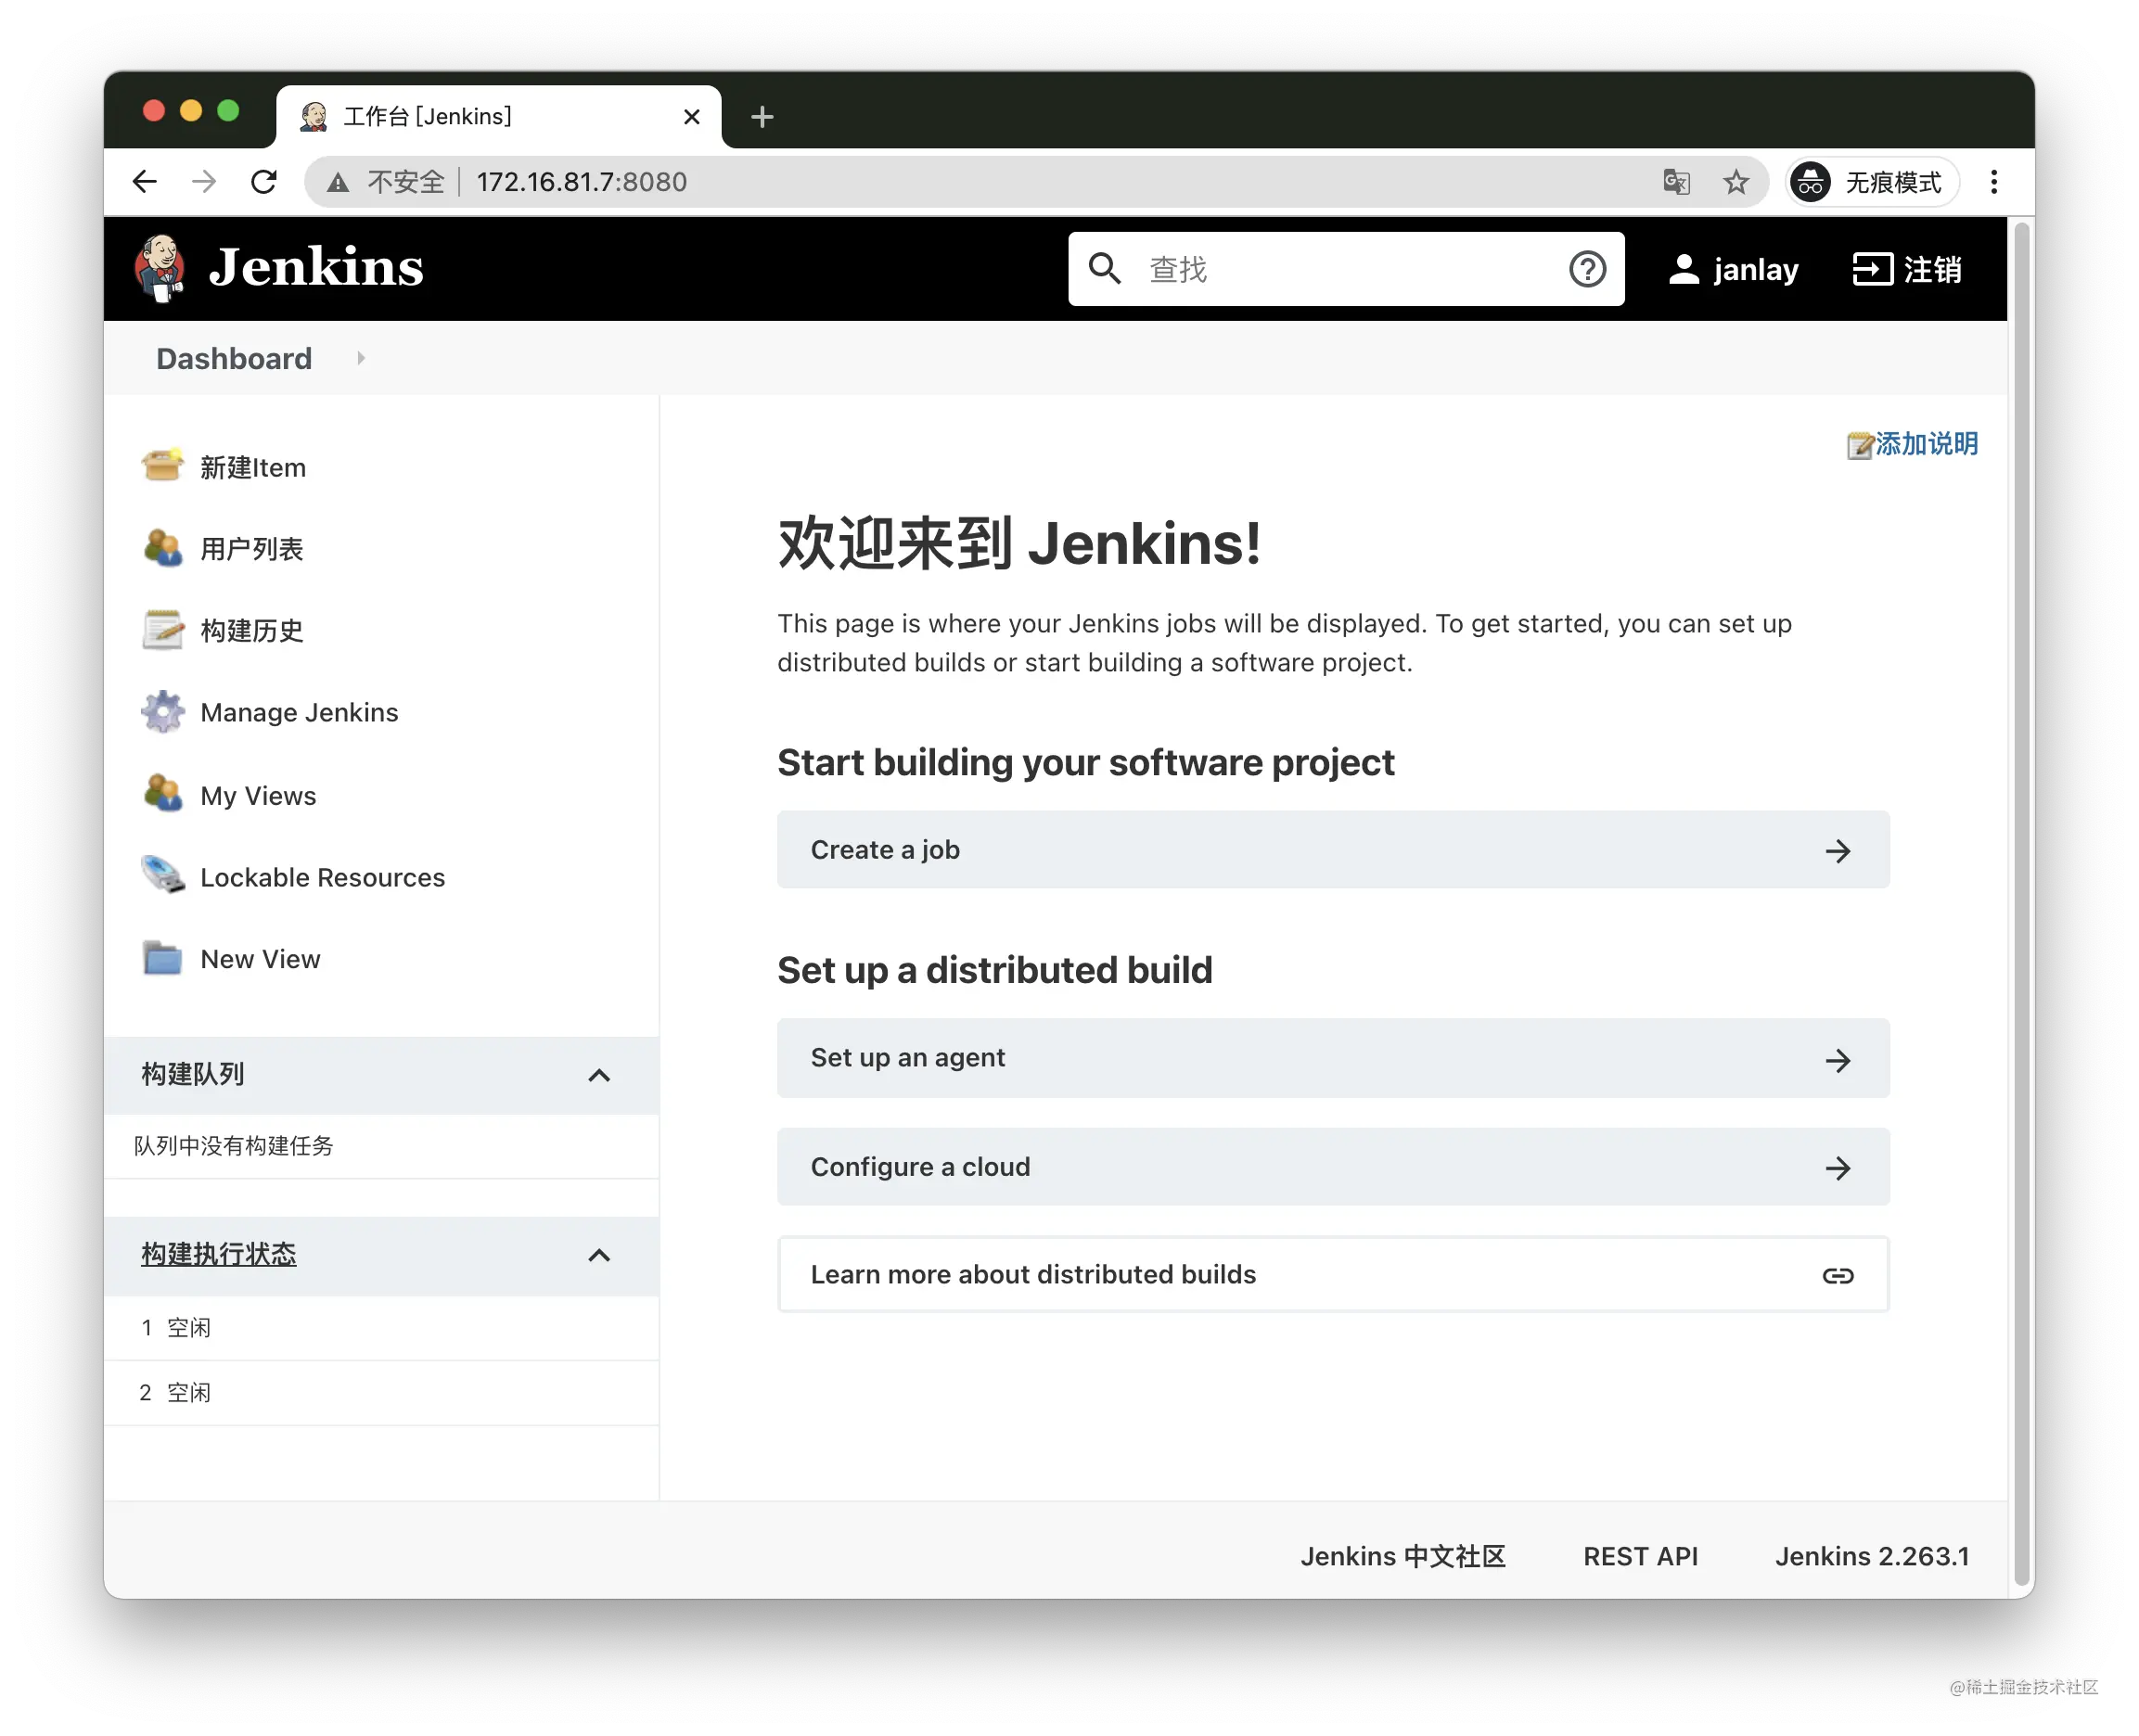 工作台 [Jenkins]
不安全 172.16.81.7:8080
无痕模式
Jenkins
查找
janlay
注销
Dashboard
新建Item
用户列表
构建历史
Manage Jenkins
My Views
Lockable Resources
New View
构建队列
队列中没有构建任务
构建执行状态
1 空闲
2 空闲
添加说明
欢迎来到 Jenkins!
This page is where your Jenkins jobs will be displayed. To get started, you can set up
distributed builds or start building a software project.
Start building your software project
Create a job
Set up a distributed build
Set up an agent
Configure a cloud
Learn more about distributed builds
Jenkins 中文社区
REST API
Jenkins 2.263.1
@稀土掘金技术社区